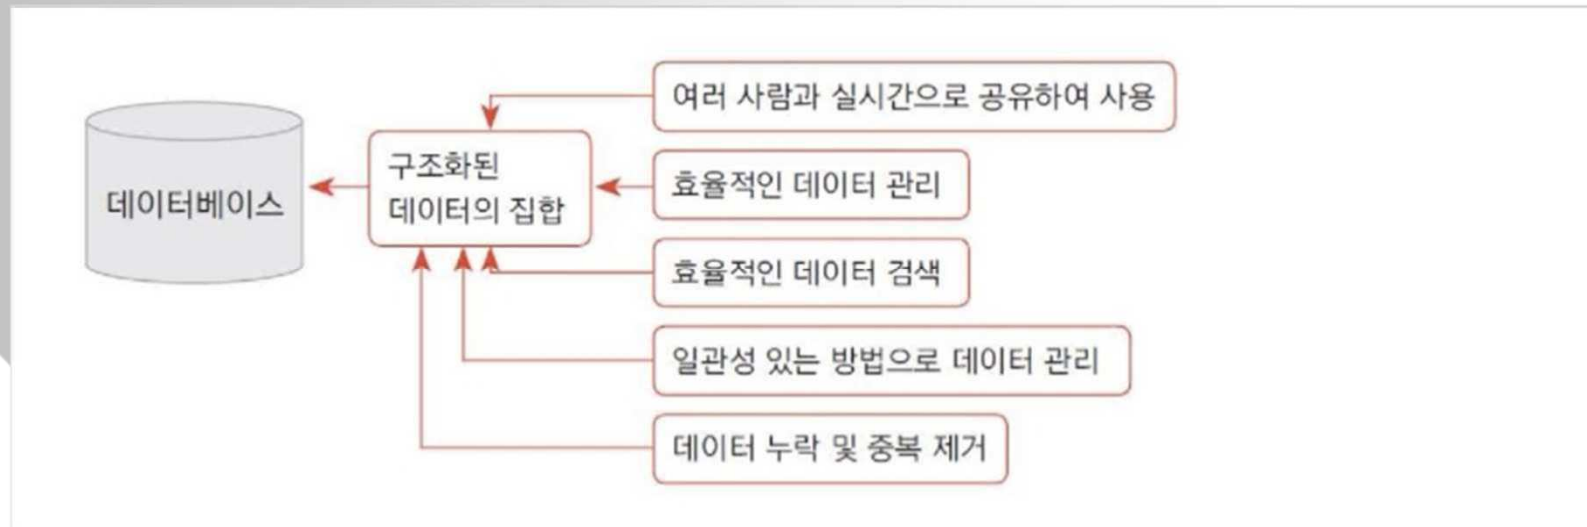 데이터베이스
구조화된
데이터의 집합
여러 사람과 실시간으로 공유하여 사용
효율적인 데이터 관리
효율적인 데이터 검색
일관성 있는 방법으로 데이터 관리
데이터 누락 및 중복 제거